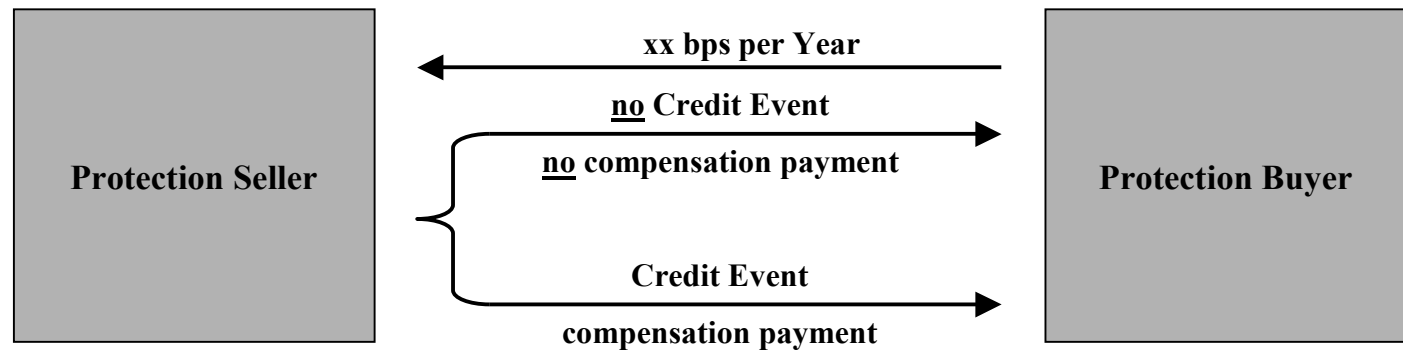 xx bps per Year
no Credit Event
no compensation payment
Protection Seller
Protection Buyer
Credit Event
compensation payment